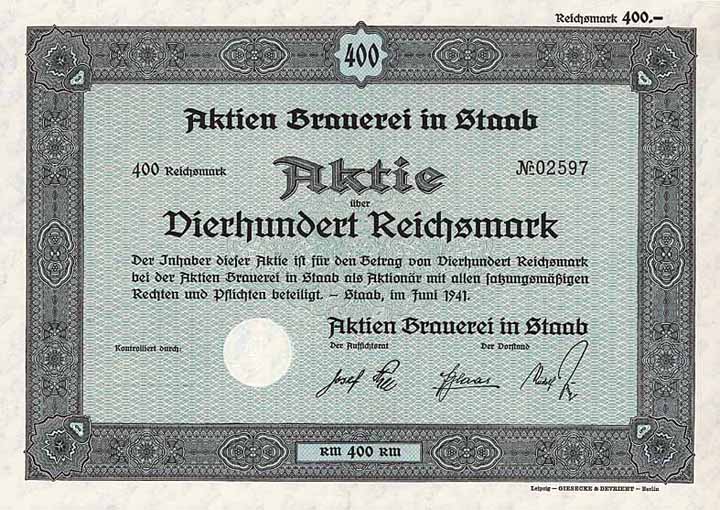 Reichsmark 400.–
400
Aktien Brauerei in Staab
400 Reichsmark Aktie №02597
über
Vierhundert Reichsmark
Der Inhaber dieſer Aktie iſt für den Betrag von Vierhundert Reichsmark
bei der Aktien Brauerei in Staab als Aktionär mit allen ſatzungsmäßigen
Rechten und Pflichten beteiligt. – Staab, im Juni 1941.
Aktien Brauerei in Staab
Kontrolliert durch: Der Aufſichtsrat Der Vorstand
Josef
RM 400 RM
Leipzig – GIESECKE & DEVRIENT – Berlin